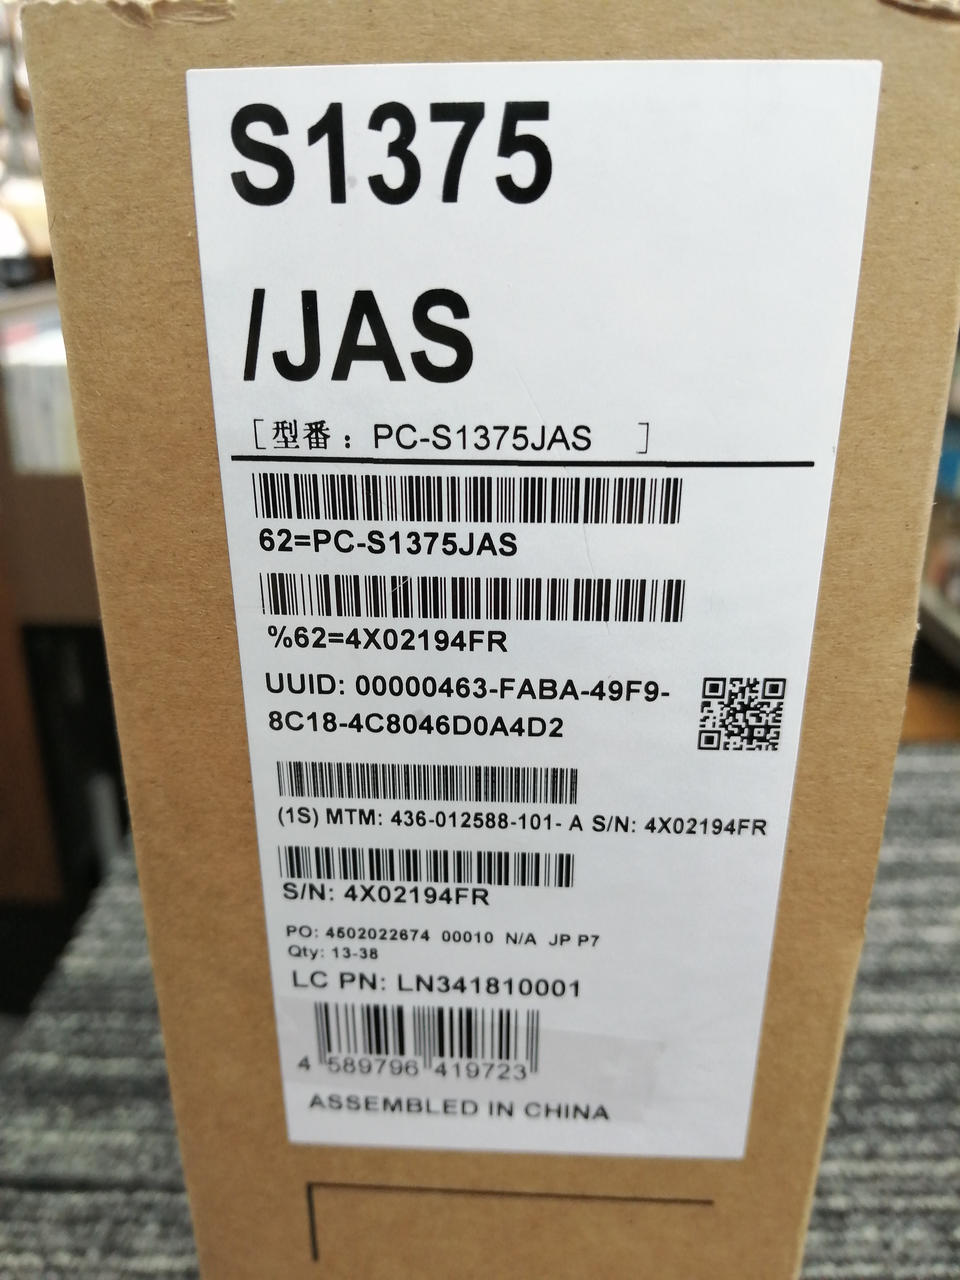 S1375
/JAS
[型番：PC-S1375JAS ]
62=PC-S1375JAS
%62=4X02194FR
UUID: 00000463-FABA-49F9-
8C18-4C8046D0A4D2
(1S) MTM: 436-012588-101- A S/N: 4X02194FR
S/N: 4X02194FR
PO: 4502022674 00010 N/A JP P7
Qty: 13-38
LC PN: LN341810001
4 589796 419723
ASSEMBLED IN CHINA